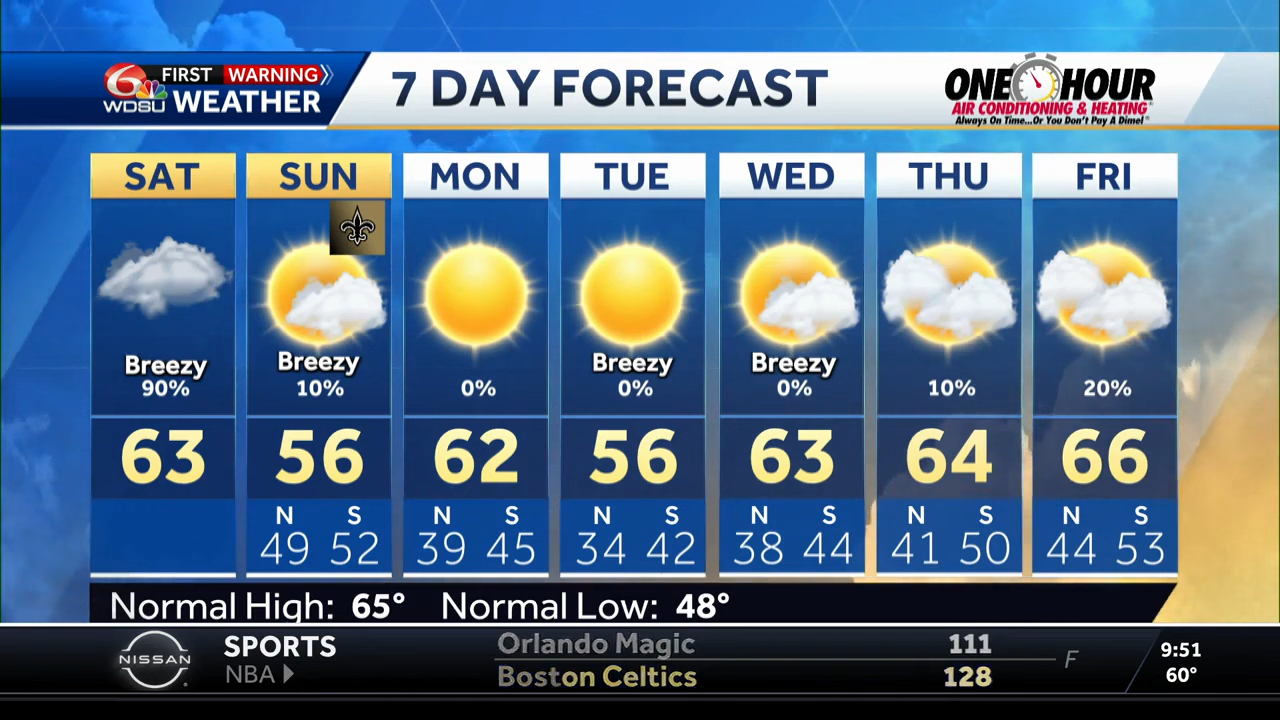 6 FIRST WARNING
WDSU WEATHER
7 DAY FORECAST
ONE HOUR
AIR CONDITIONING & HEATING
Always On Time...Or You Don't Pay A Dime!
SAT SUN MON TUE WED THU FRI
Breezy Breezy Breezy Breezy
90% 10% 0% 0% 0% 10% 20%
63 56 62 56 63 64 66
N S N S N S N S N S N S
49 52 39 45 34 42 38 44 41 50 44 53
Normal High: 65° Normal Low: 48°
NISSAN
SPORTS
NBA
Orlando Magic 111
Boston Celtics 128
F
9:51
60°